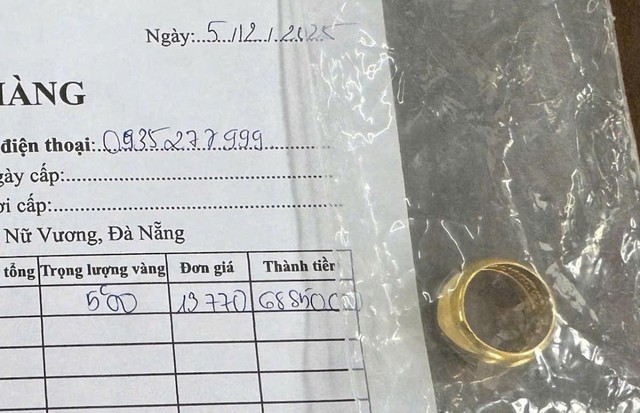 Ngày:...5.../12.../.2025
HÀNG
điện thoại:..0935277999
gày cấp:
ơi cấp:
Nữ Vương, Đà Nẵng
tổng Trọng lượng vàng Đơn giá Thành tiền
500 13770 68850